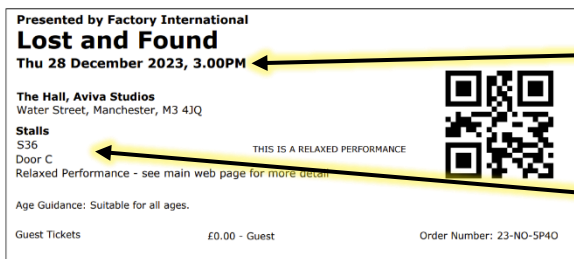 Presented by Factory International
Lost and Found
Thu 28 December 2023, 3.00PM
The Hall, Aviva Studios
Water Street, Manchester, M3 4JQ
Stalls
S36
THIS IS A RELAXED PERFORMANCE
Door C
Relaxed Performance - see main web page for more detail
Age Guidance: Suitable for all ages.
Guest Tickets £0.00 - Guest Order Number: 23-NO-5P4O